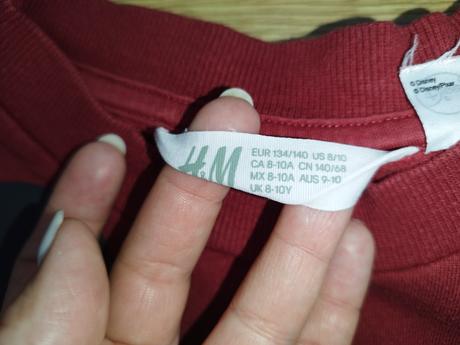 © Disney
© Disney/Pixar
H&M
EUR 134/140 US 8/10
CA 8-10A CN 140/68
MX 8-10A AUS 9-10
UK 8-10Y